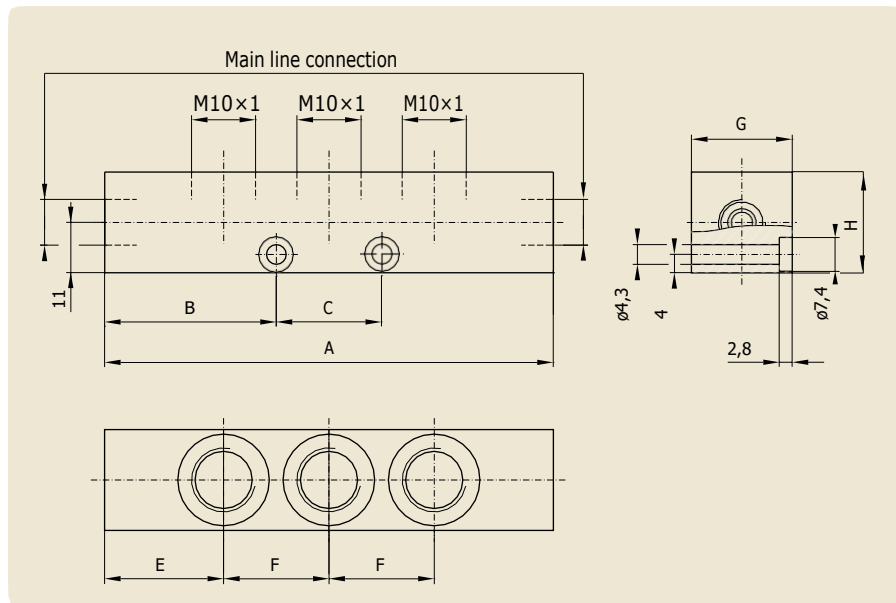 Main line connection
M10×1 M10×1 M10×1
G
H
11
B
C
A
ø4,3
4
2,8
ø7,4
E
F
F